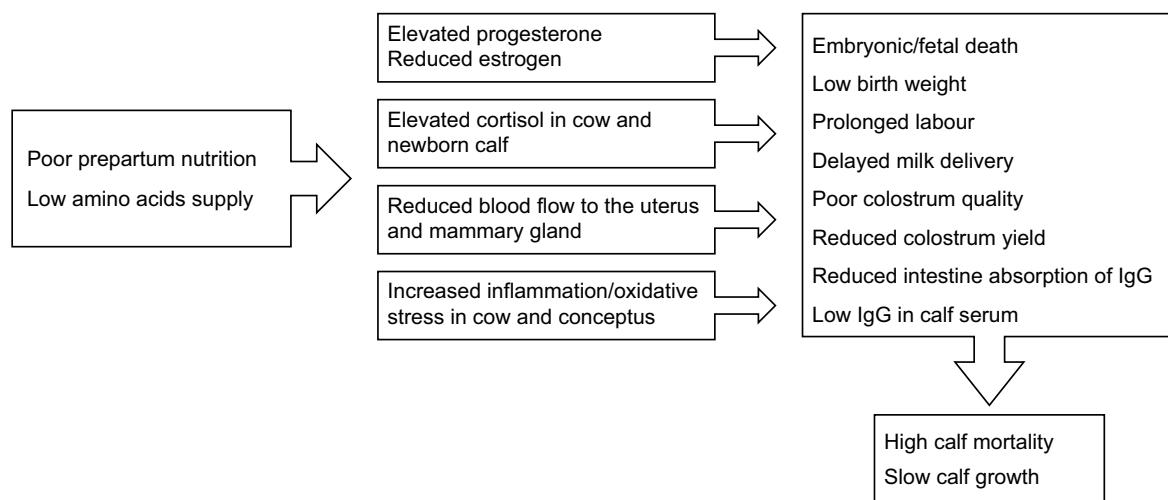 Poor prepartum nutrition
Low amino acids supply
Elevated progesterone
Reduced estrogen
Elevated cortisol in cow and
newborn calf
Reduced blood flow to the uterus
and mammary gland
Increased inflammation/oxidative
stress in cow and conceptus
Embryonic/fetal death
Low birth weight
Prolonged labour
Delayed milk delivery
Poor colostrum quality
Reduced colostrum yield
Reduced intestine absorption of IgG
Low IgG in calf serum
High calf mortality
Slow calf growth